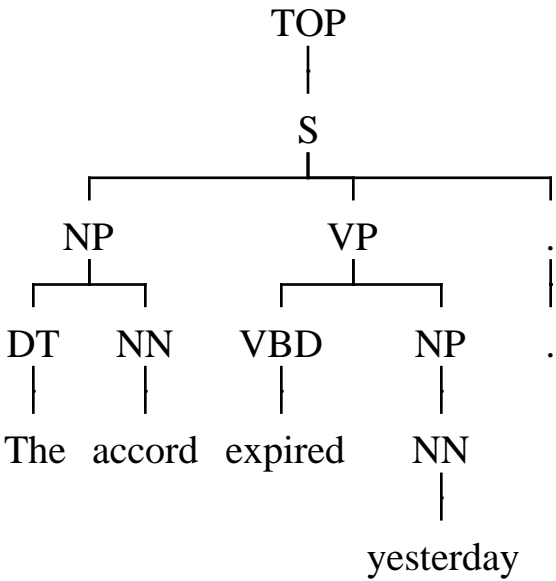 TOP
S
NP VP .
DT NN VBD NP .
The accord expired NN
yesterday